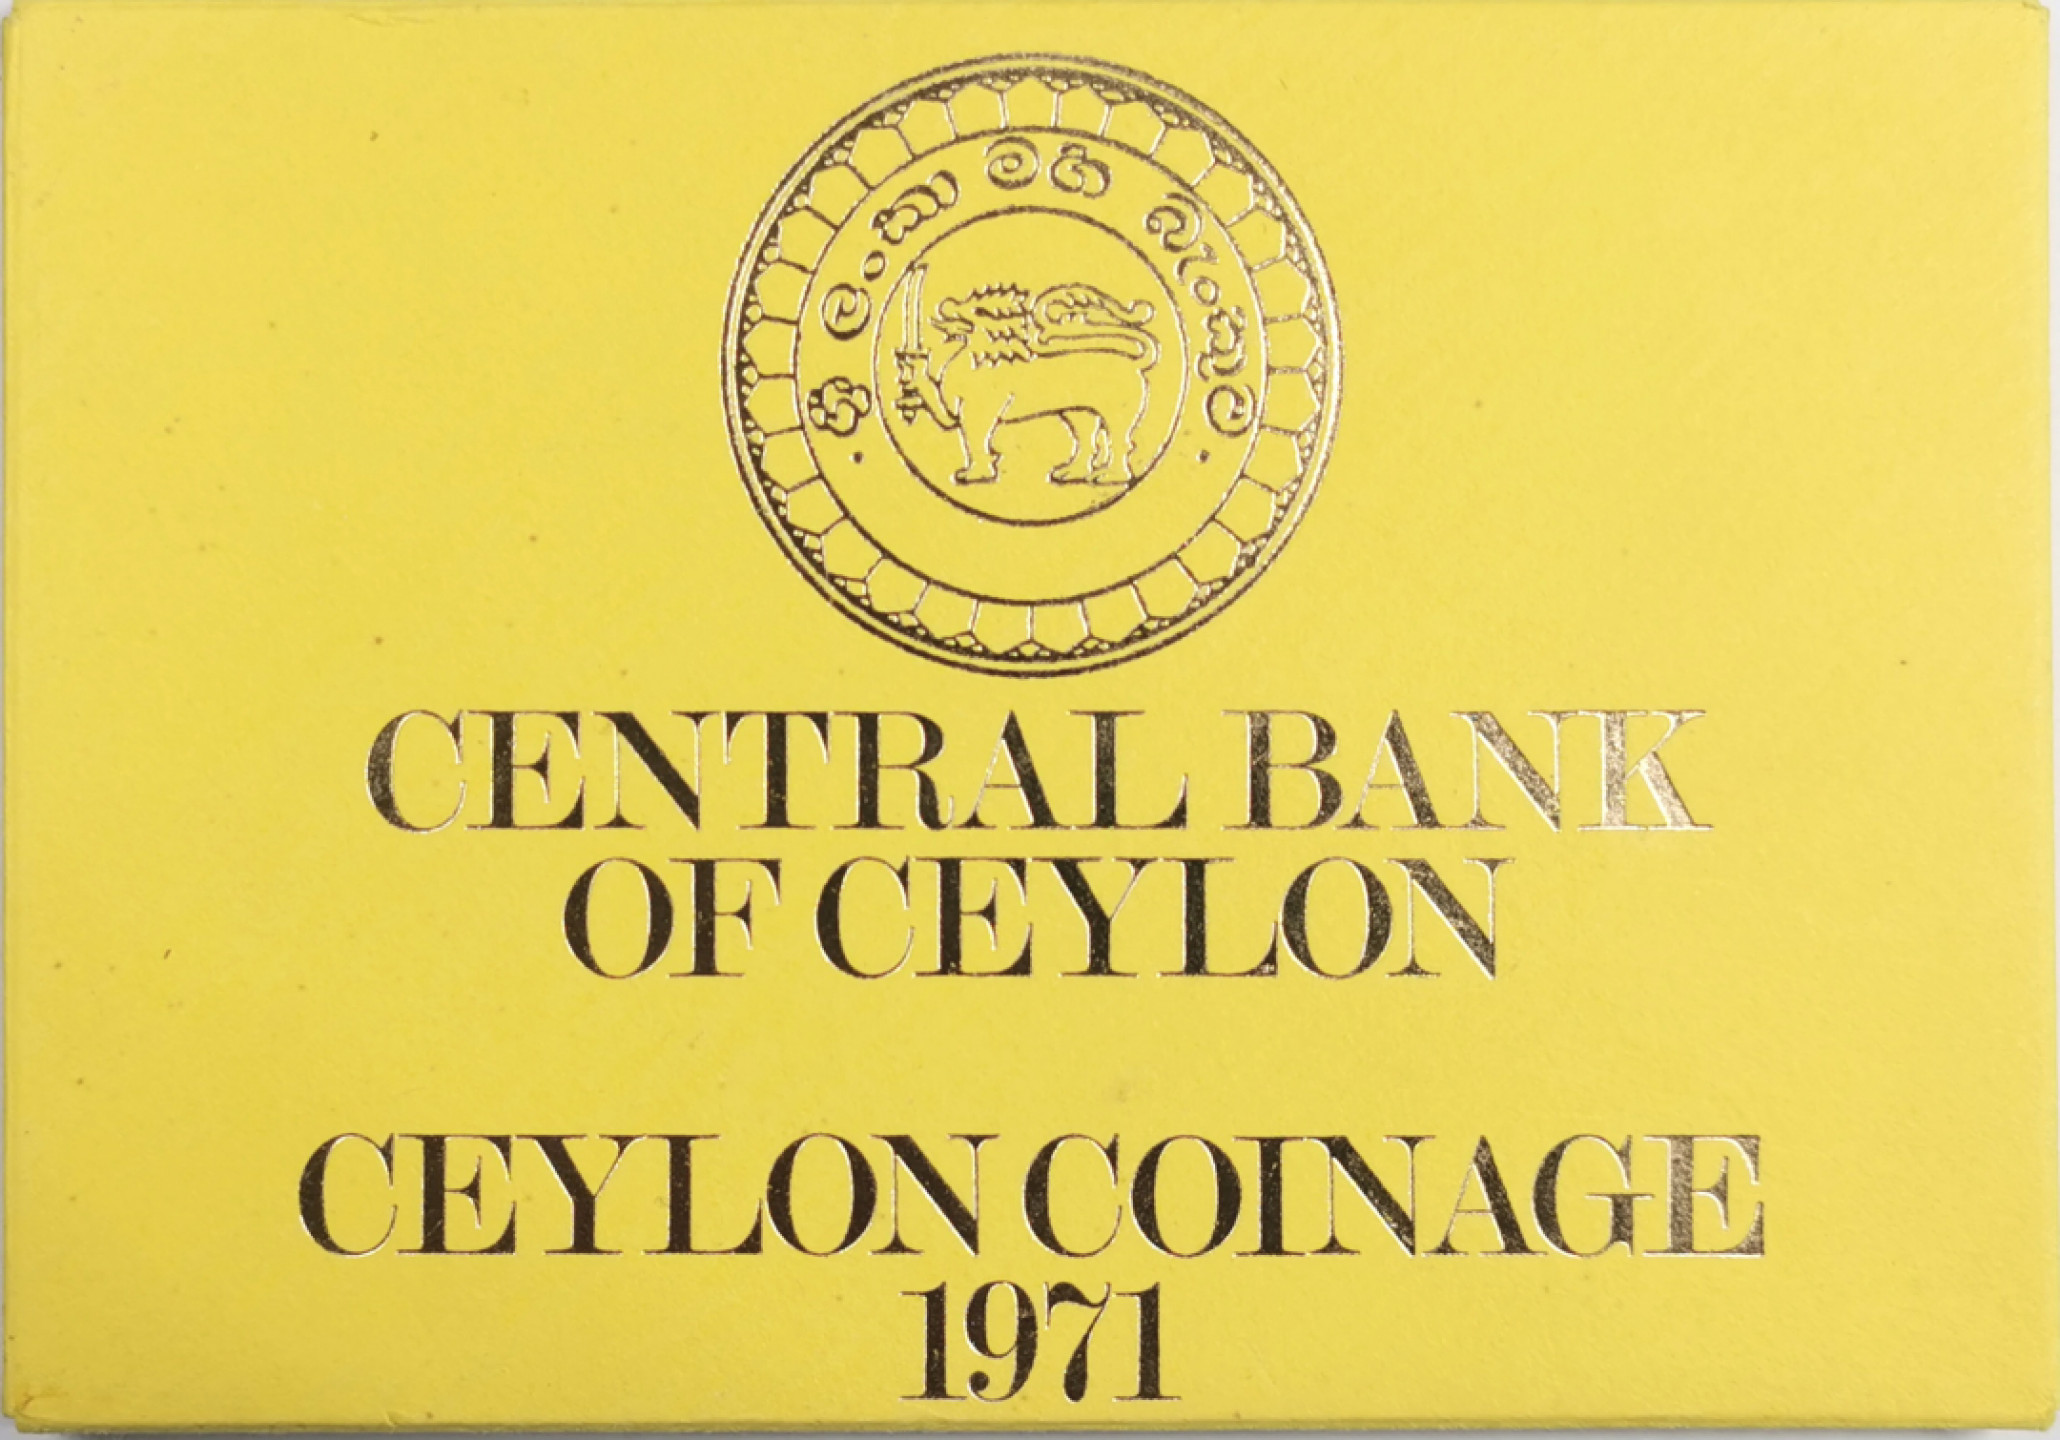 ශ්‍රී ලංකා මහ බැංකුව
CENTRAL BANK
OF CEYLON
CEYLON COINAGE
1971